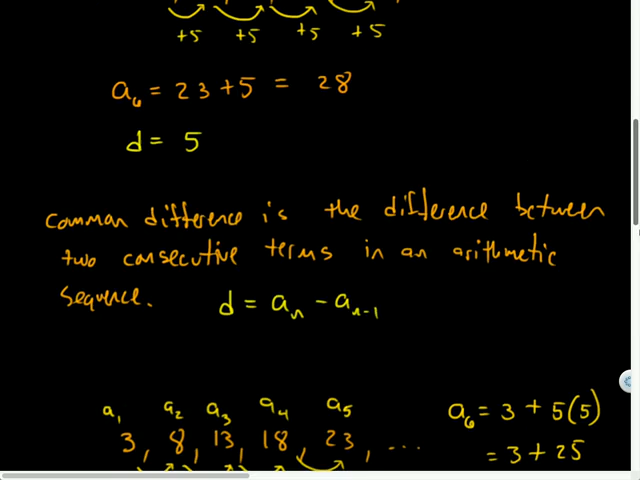 +5 +5 +5 +5
a₆ = 23 + 5 = 28
d = 5
Common difference is the difference between
two consecutive terms in an arithmetic
sequence. d = aₙ - aₙ₋₁
a₁ a₂ a₃ a₄ a₅
3, 8, 13, 18, 23, ...
a₆ = 3 + 5(5)
= 3 + 25